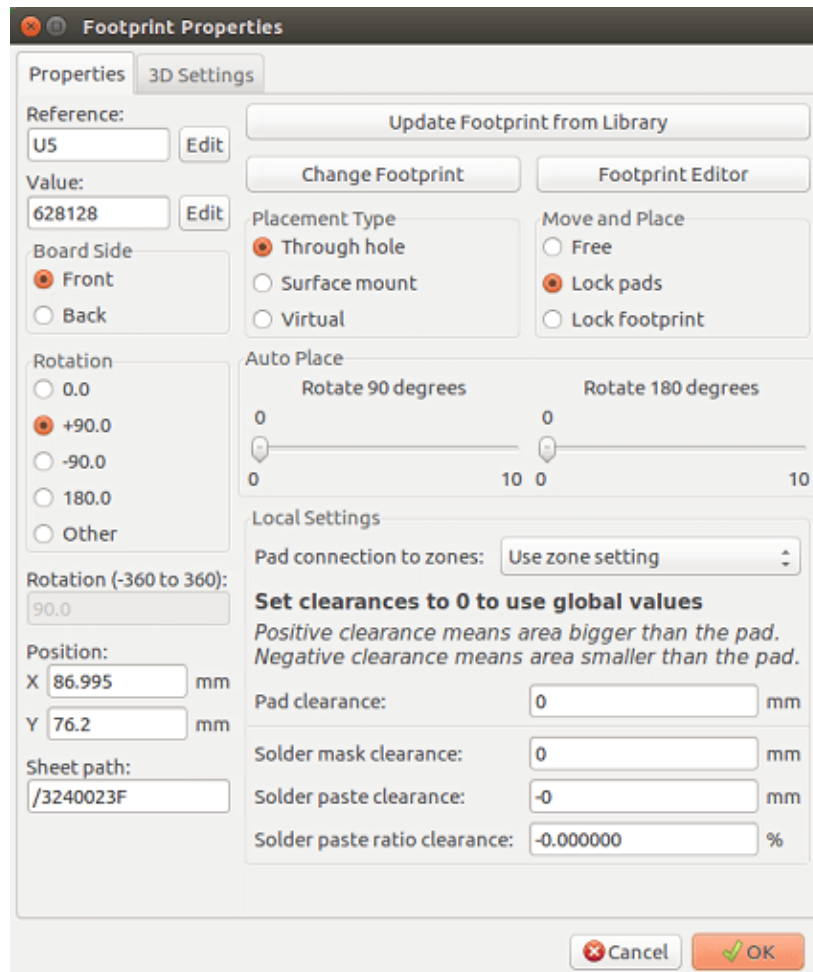 Footprint Properties
Properties 3D Settings
Reference:
U5 Edit
Value:
628128 Edit
Board Side
Front
Back
Rotation
0.0
+90.0
-90.0
180.0
Other
Rotation (-360 to 360):
90.0
Position:
X 86.995 mm
Y 76.2 mm
Sheet path:
/3240023F
Update Footprint from Library
Change Footprint Footprint Editor
Placement Type
Through hole
Surface mount
Virtual
Move and Place
Free
Lock pads
Lock footprint
Auto Place
Rotate 90 degrees
0
0 10
Rotate 180 degrees
0
0 10
Local Settings
Pad connection to zones: Use zone setting
Set clearances to 0 to use global values
Positive clearance means area bigger than the pad.
Negative clearance means area smaller than the pad.
Pad clearance: 0 mm
Solder mask clearance: 0 mm
Solder paste clearance: -0 mm
Solder paste ratio clearance: -0.000000 %
Cancel OK